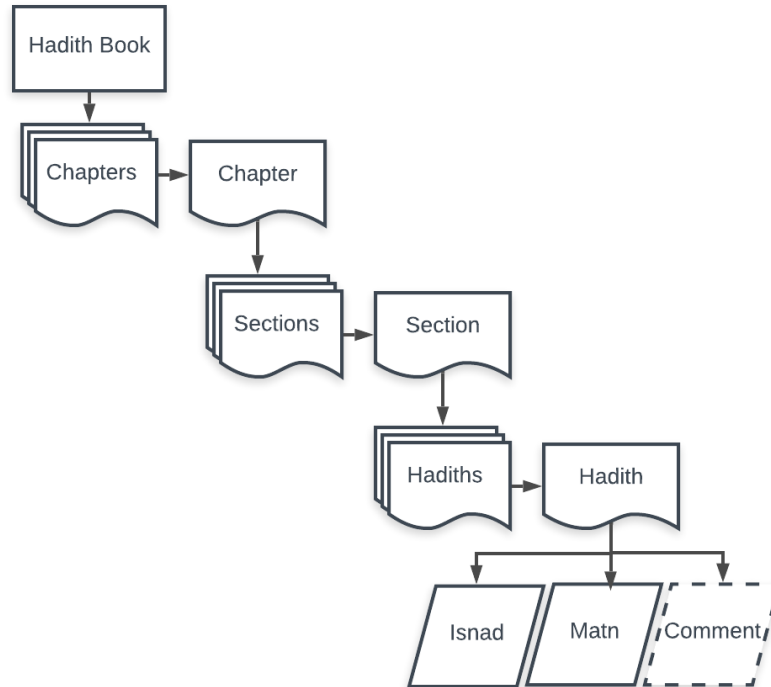 Hadith Book
Chapters
Chapter
Sections
Section
Hadiths
Hadith
Isnad
Matn
Comment